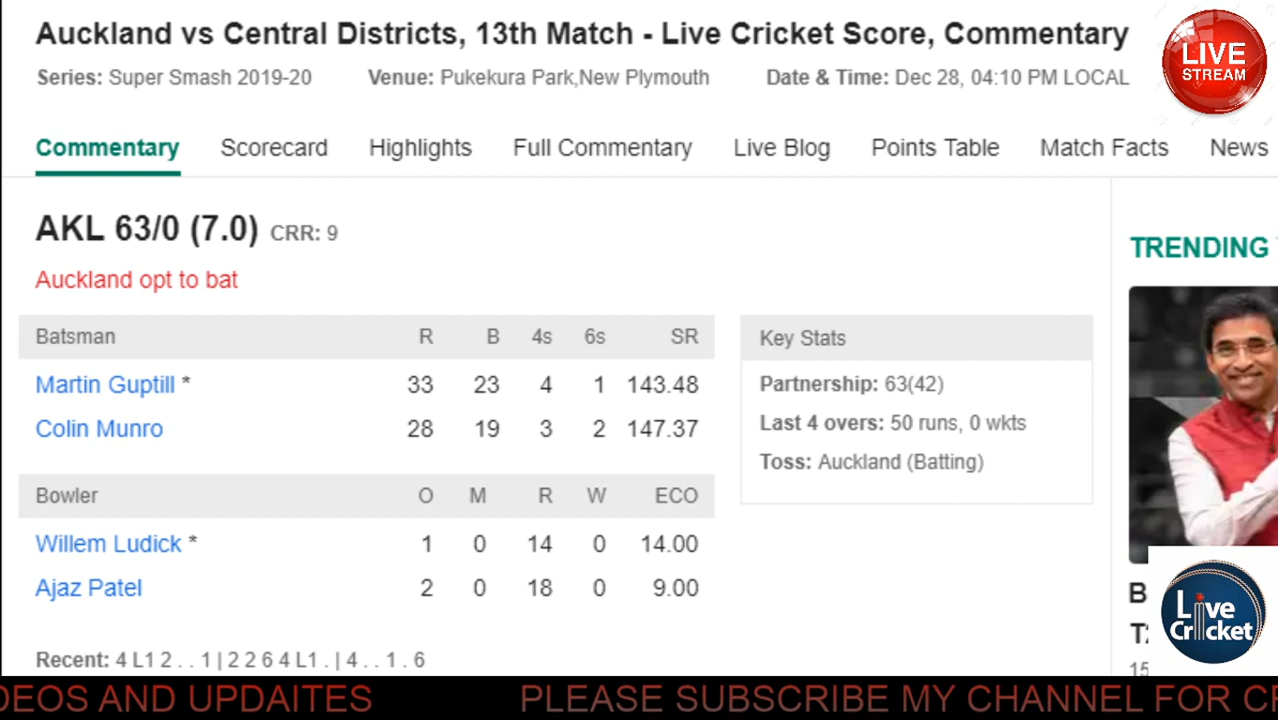 Auckland vs Central Districts, 13th Match - Live Cricket Score, Commentary
LIVE
STREAM
Series: Super Smash 2019-20 Venue: Pukekura Park,New Plymouth Date & Time: Dec 28, 04:10 PM LOCAL
Commentary Scorecard Highlights Full Commentary Live Blog Points Table Match Facts News
AKL 63/0 (7.0) CRR: 9
Auckland opt to bat
TRENDING
Batsman R B 4s 6s SR
Martin Guptill * 33 23 4 1 143.48
Colin Munro 28 19 3 2 147.37
Key Stats
Partnership: 63(42)
Last 4 overs: 50 runs, 0 wkts
Toss: Auckland (Batting)
Bowler O M R W ECO
Willem Ludick * 1 0 14 0 14.00
Ajaz Patel 2 0 18 0 9.00
Recent: 4 L1 2 . . 1 | 2 2 6 4 L1 . | 4 . . 1 . 6
B
15
Live
Cricket
DEOS AND UPDAITES PLEASE SUBSCRIBE MY CHANNEL FOR